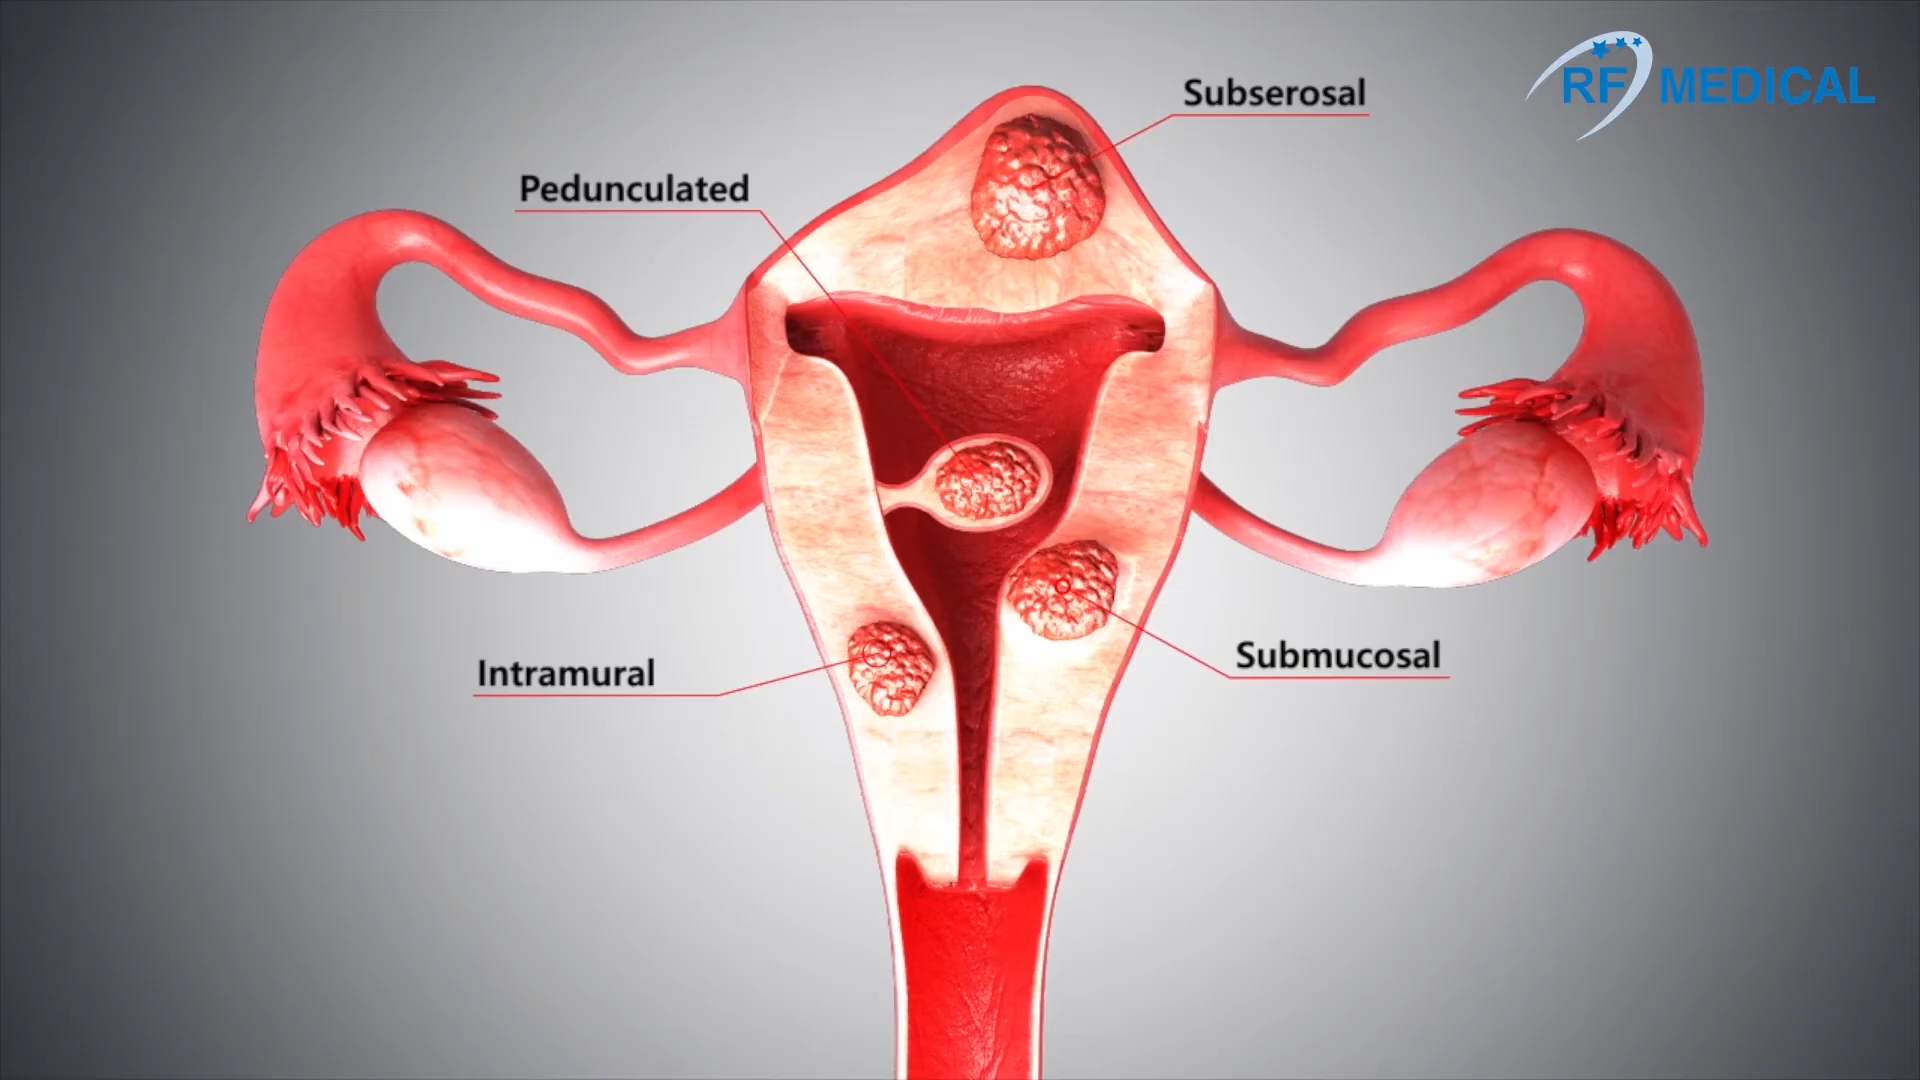 RF MEDICAL
Subserosal
Pedunculated
Submucosal
Intramural